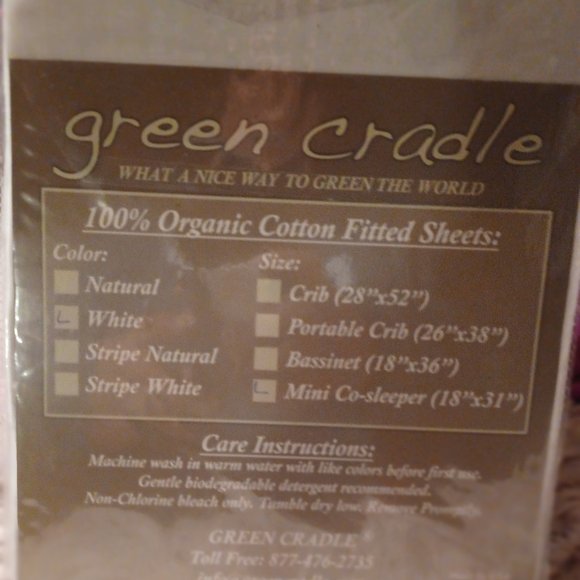 green cradle
WHAT A NICE WAY TO GREEN THE WORLD
100% Organic Cotton Fitted Sheets:
Color:
Natural
White
Stripe Natural
Stripe White
Size:
Crib (28"x52")
Portable Crib (26"x38")
Bassinet (18"x36")
Mini Co-sleeper (18"x31")
Care Instructions:
Machine wash in warm water with like colors before first use.
Gentle biodegradable detergent recommended.
Non-Chlorine bleach only. Tumble dry low. Remove Promptly.
GREEN CRADLE®
Toll Free: 877-476-2735